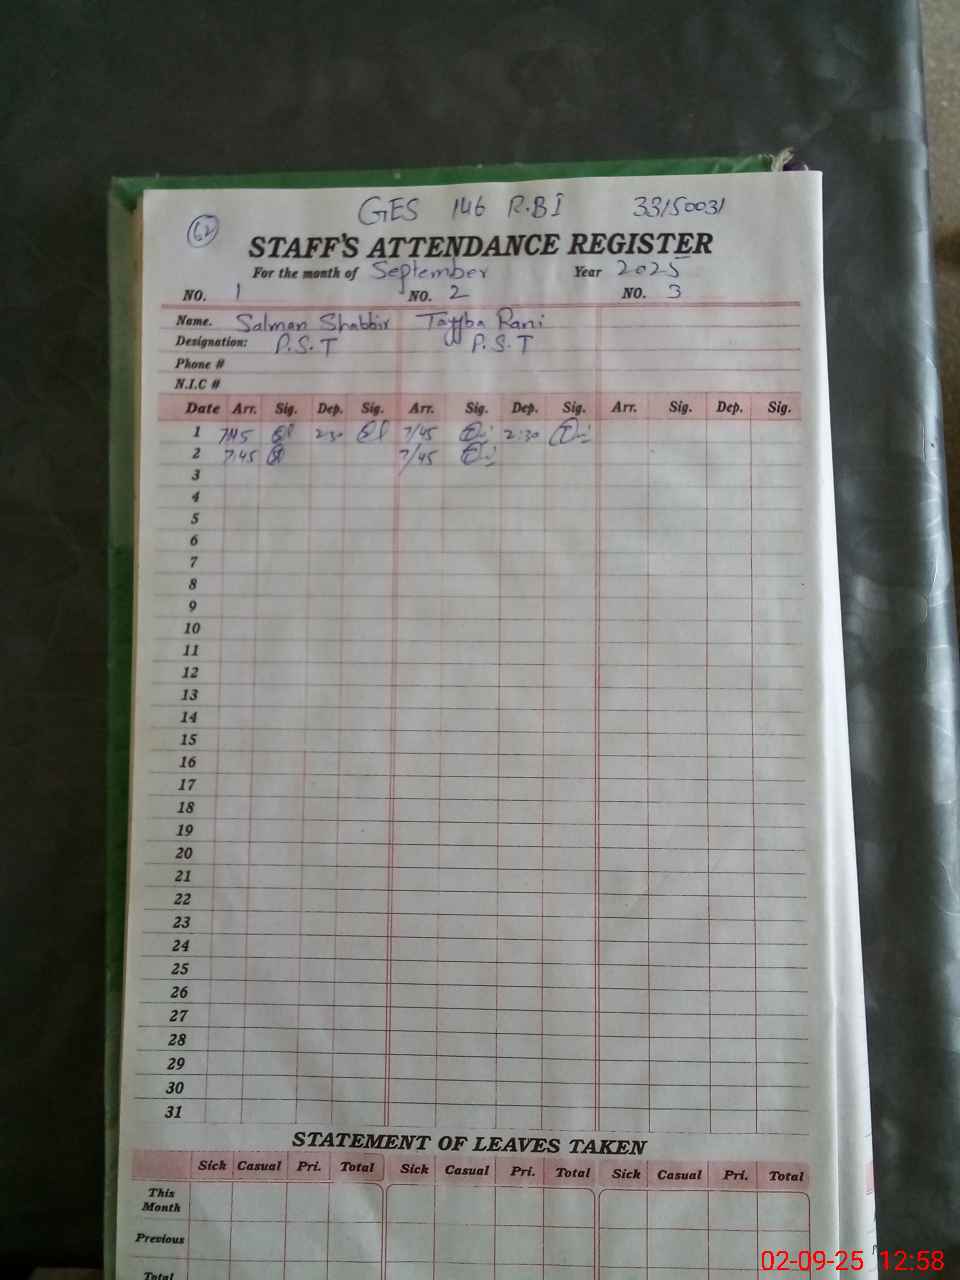 GES 146 R.BI 33150031
62
STAFF'S ATTENDANCE REGISTER
For the month of September Year 2025
NO. 1 NO. 2 NO. 3
Name. Salman Shabbir Tayyba Rani
Designation: P.S.T P.S.T
Phone #
N.I.C #
Date Arr. Sig. Dep. Sig. Arr. Sig. Dep. Sig. Arr. Sig. Dep. Sig.
1 7:45 2:30 7/45 2:30
2 7:45 7/45
3
4
5
6
7
8
9
10
11
12
13
14
15
16
17
18
19
20
21
22
23
24
25
26
27
28
29
30
31
STATEMENT OF LEAVES TAKEN
Sick Casual Pri. Total Sick Casual Pri. Total Sick Casual Pri. Total
This
Month
Previous
Total
02-09-25 12:58